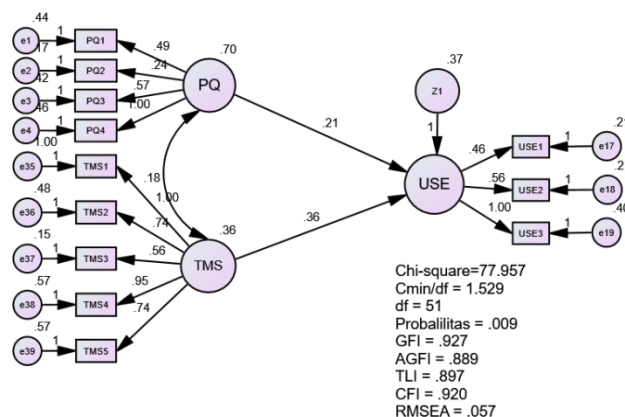 .44
e1 1 PQ1
.17
e2 1 PQ2
.42
e3 1 PQ3
.46
e4 1 PQ4
1.00
e35 1 TMS1
.48
e36 1 TMS2
.15
e37 1 TMS3
.57
e38 1 TMS4
.57
e39 1 TMS5
.49
.24
.57
1.00
.70
PQ
.18
1.00
.74
.56
.95
.74
.36
TMS
.21
.36
.37
Z1
1
USE
.46
.56
1.00
USE1 1 e17
USE2 1 e18
USE3 1 e19
.40
Chi-square=77.957
Cmin/df = 1.529
df = 51
Probalilitas = .009
GFI = .927
AGFI = .889
TLI = .897
CFI = .920
RMSEA = .057